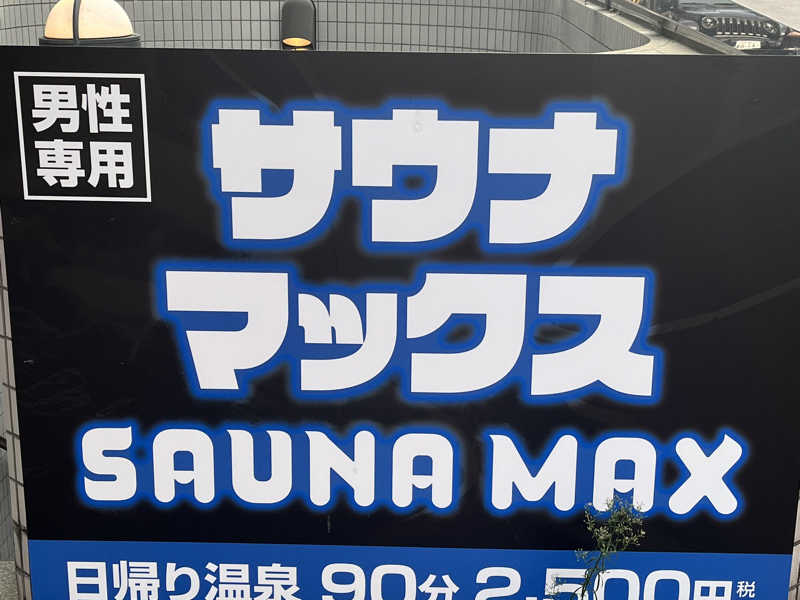 男性
専用
サウナ
マックス
SAUNA MAX
日帰り温泉 90分 2,500円 税